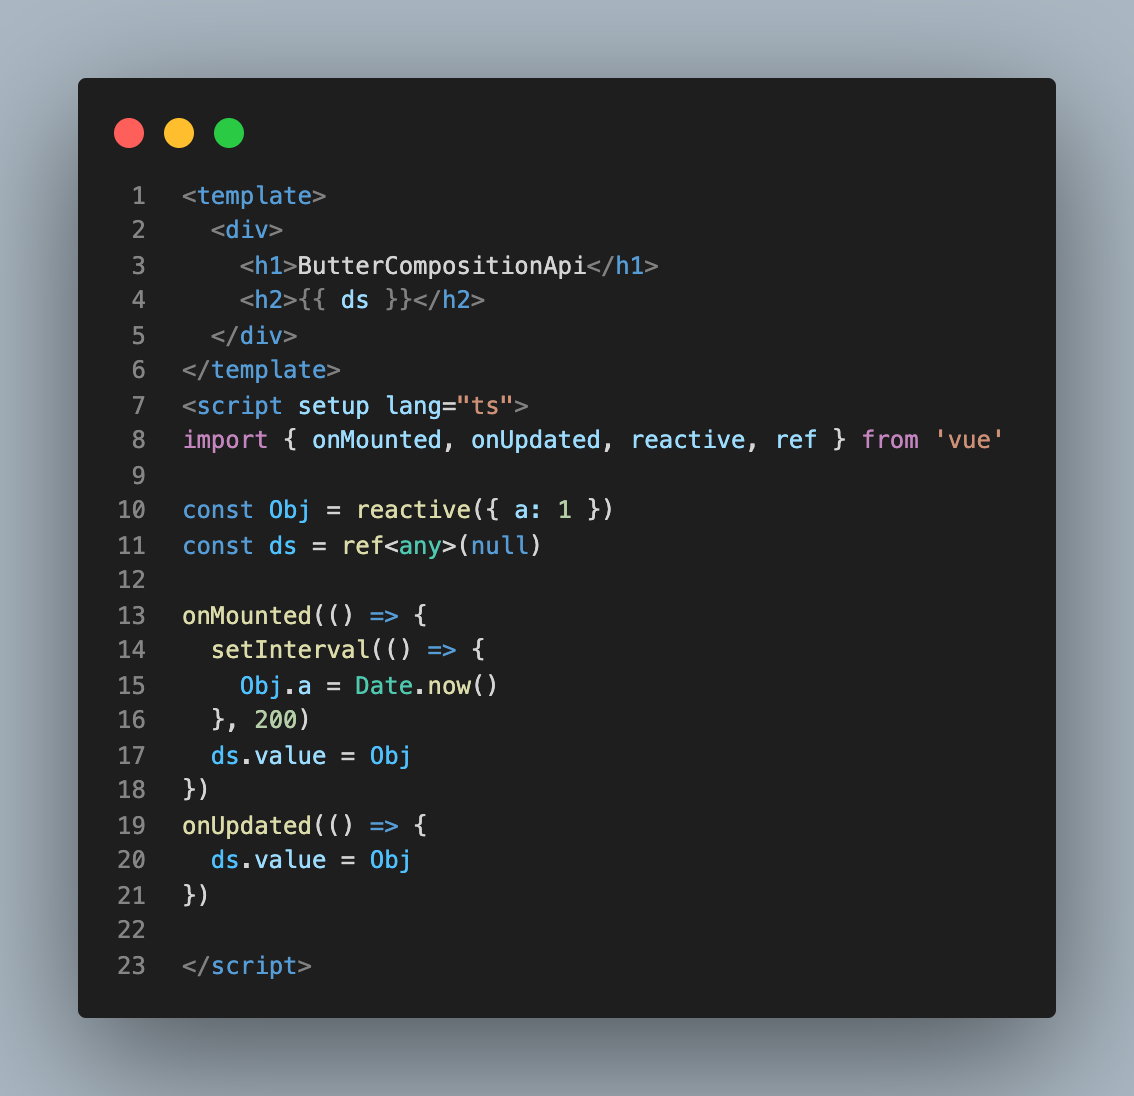 1 <template>
2   <div>
3     <h1>ButterCompositionApi</h1>
4     <h2>{{ ds }}</h2>
5   </div>
6 </template>
7 <script setup lang="ts">
8 import { onMounted, onUpdated, reactive, ref } from 'vue'
9
10 const Obj = reactive({ a: 1 })
11 const ds = ref<any>(null)
12
13 onMounted(() => {
14   setInterval(() => {
15     Obj.a = Date.now()
16   }, 200)
17   ds.value = Obj
18 })
19 onUpdated(() => {
20   ds.value = Obj
21 })
22
23 </script>